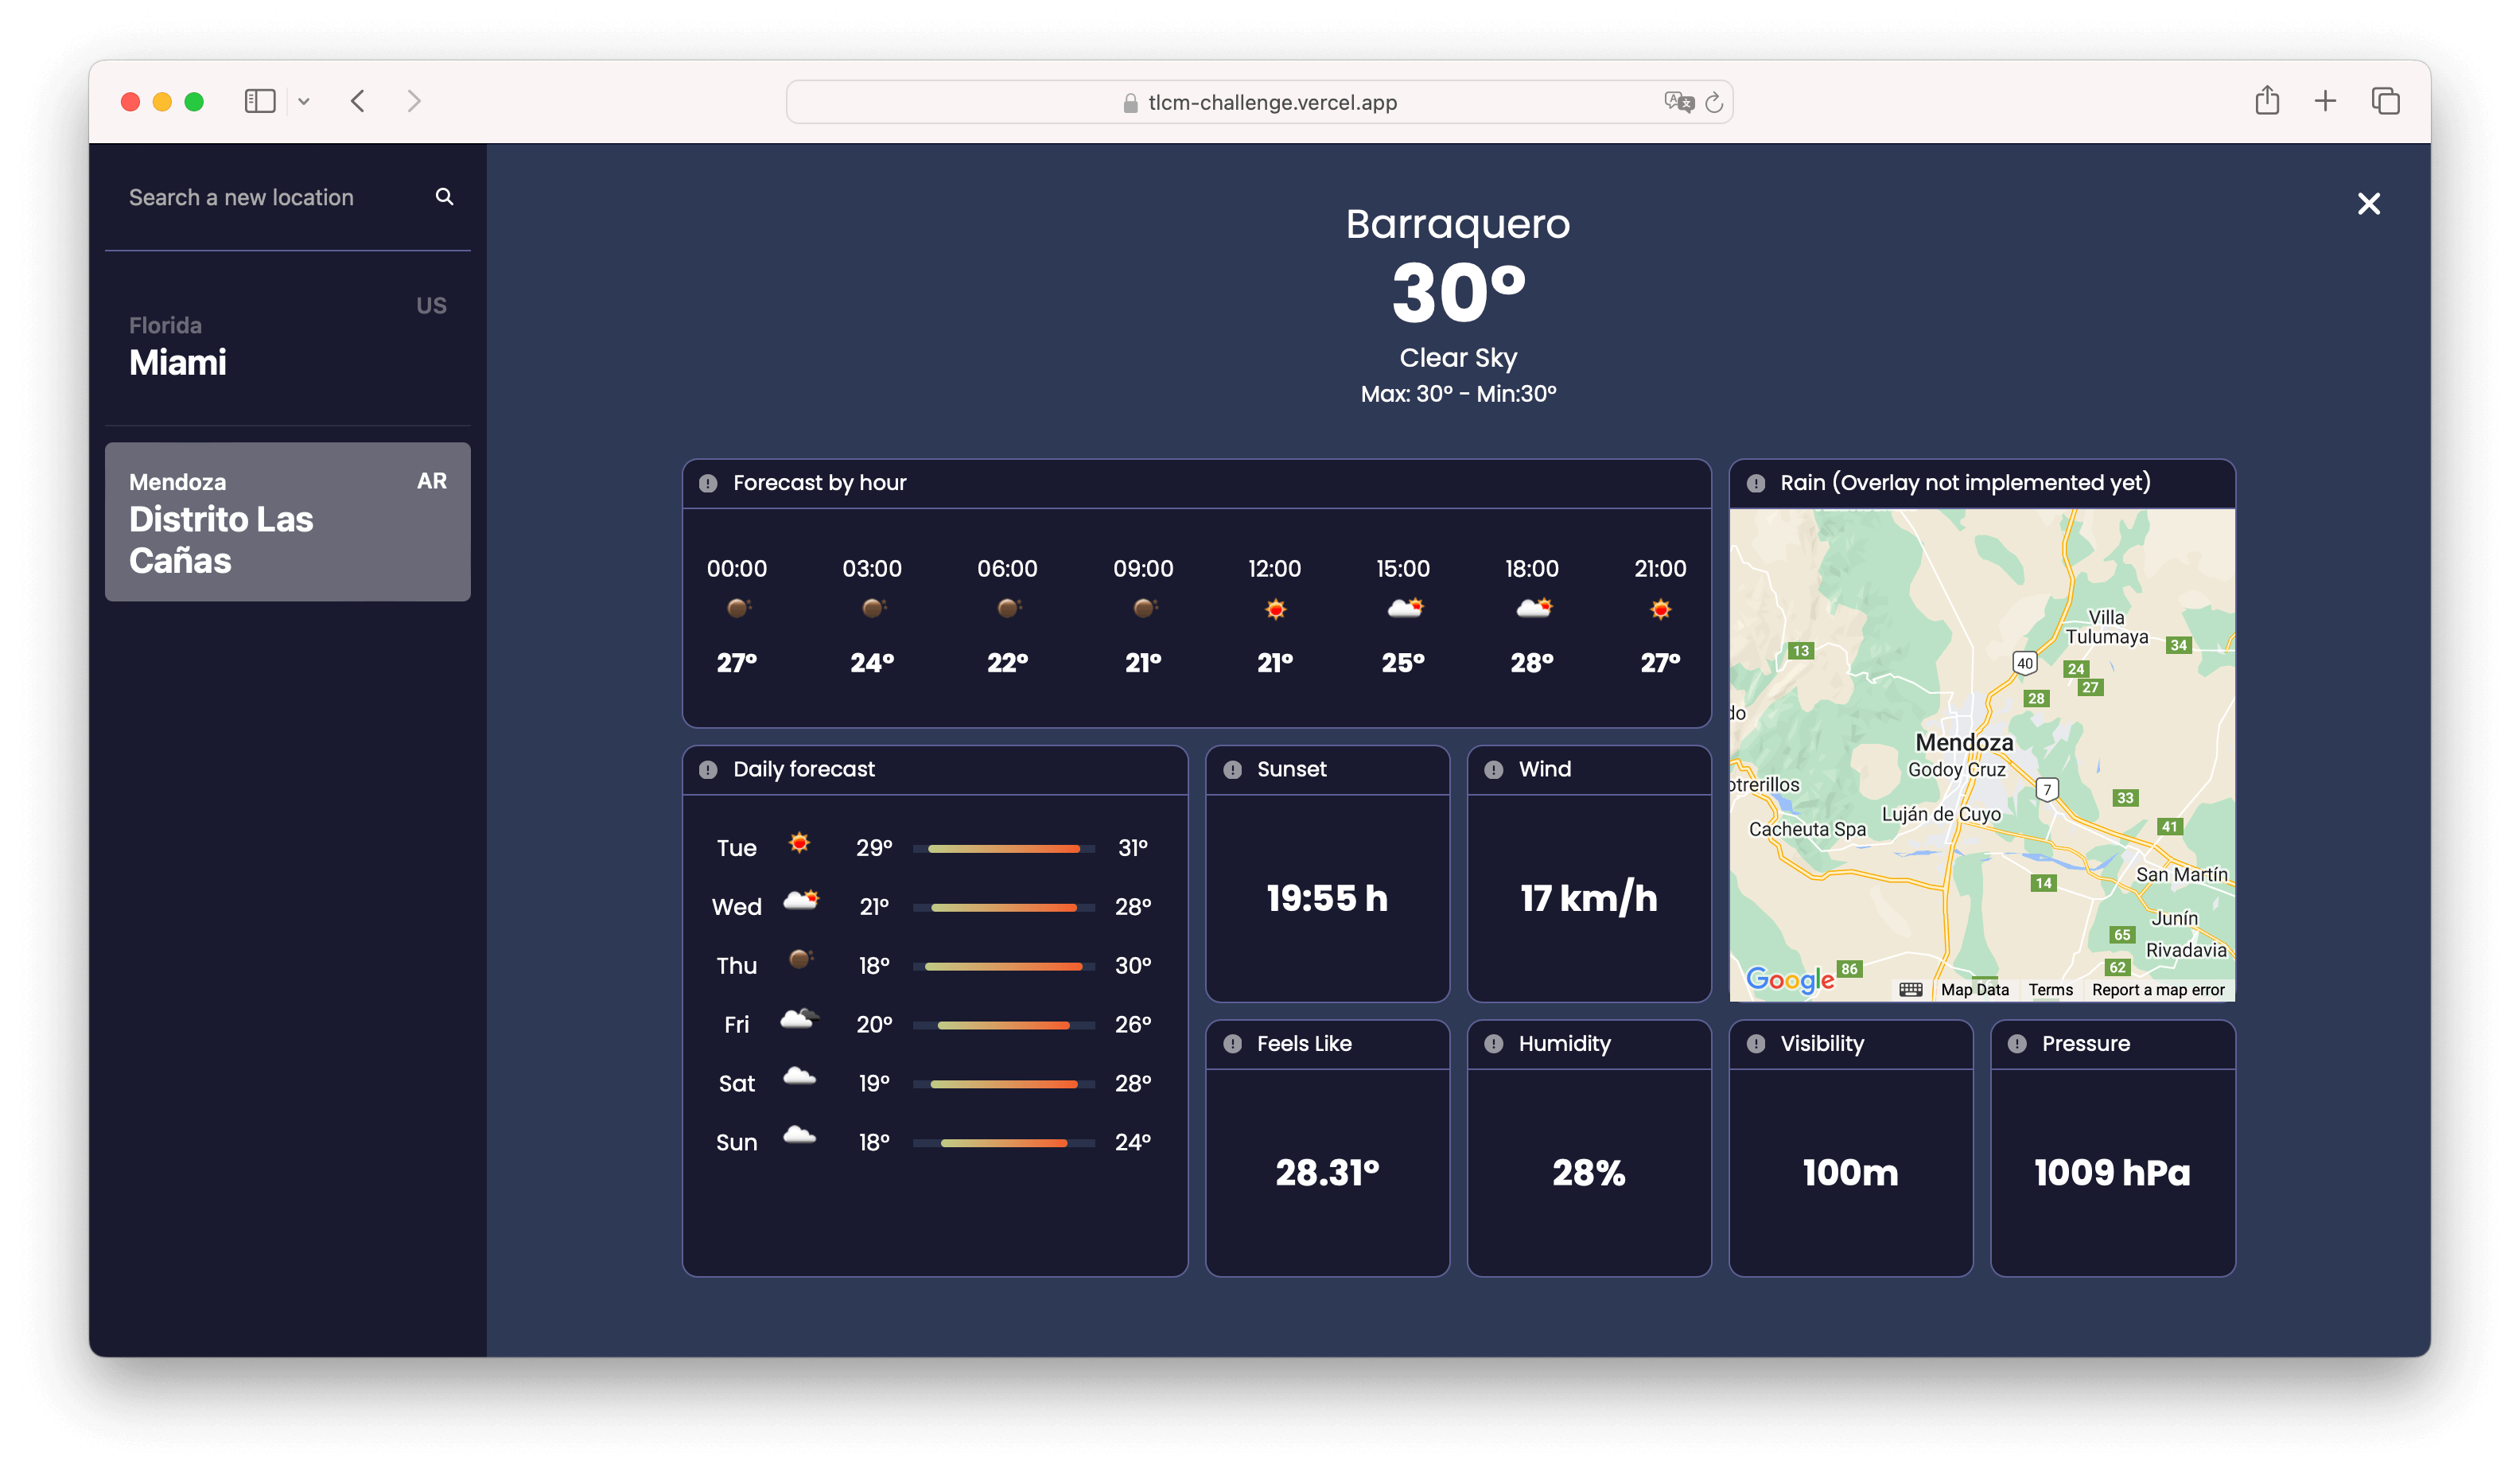 tlcm-challenge.vercel.app
Search a new location
US
Florida
Miami
Mendoza
AR
Distrito Las
Cañas
Barraquero
30°
Clear Sky
Max: 30° - Min:30°
Forecast by hour
00:00 03:00 06:00 09:00 12:00 15:00 18:00 21:00
27° 24° 22° 21° 21° 25° 28° 27°
Rain (Overlay not implemented yet)
Villa
Tulumaya
34
13
40
24
27
28
do
Mendoza
Godoy Cruz
otrerillos
7
33
Luján de Cuyo
Cacheuta Spa
41
San Martín
14
Junín
65
Rivadavia
62
86
Google
Map Data
Terms
Report a map error
Daily forecast
Tue 29° 31°
Wed 21° 28°
Thu 18° 30°
Fri 20° 26°
Sat 19° 28°
Sun 18° 24°
Sunset
19:55 h
Wind
17 km/h
Feels Like
28.31°
Humidity
28%
Visibility
100m
Pressure
1009 hPa